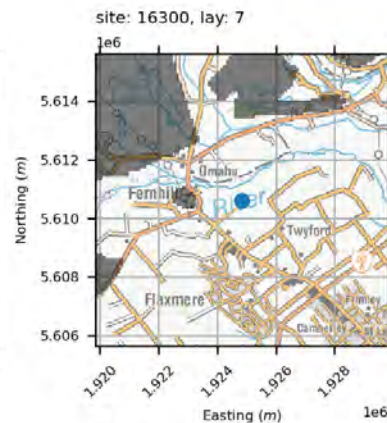 site: 16300, lay: 7
1e6
5.614
5.612
5.610
5.608
5.606
Northing (m)
Omahu
Fernhill
River
Twyford
Flaxmere
Frimley
Camberley
1.920
1.922
1.924
1.926
1.928
1e6
Easting (m)